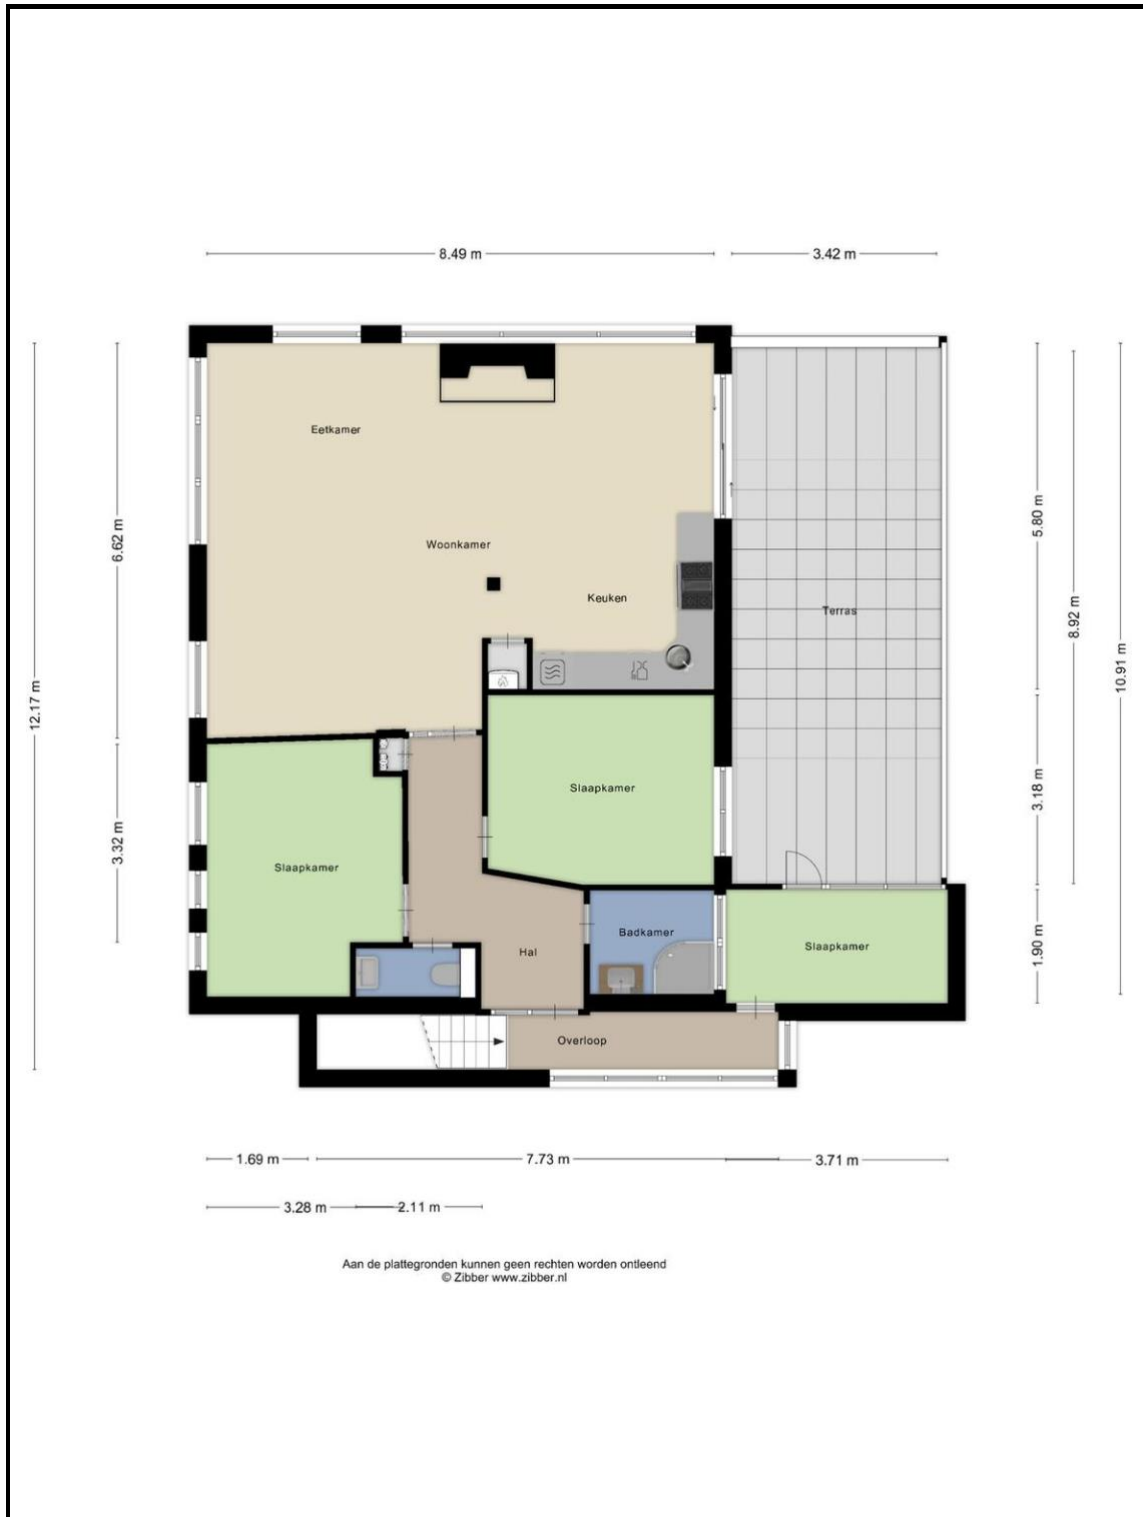 8.49 m
3.42 m
Eetkamer
Woonkamer
Keuken
Terras
6.62 m
12.17 m
5.80 m
8.92 m
10.91 m
Slaapkamer
3.18 m
3.32 m
Slaapkamer
Badkamer
Slaapkamer
Hal
1.90 m
Overloop
1.69 m
7.73 m
3.71 m
3.28 m
2.11 m
Aan de plattegronden kunnen geen rechten worden ontleend
© Zibber www.zibber.nl